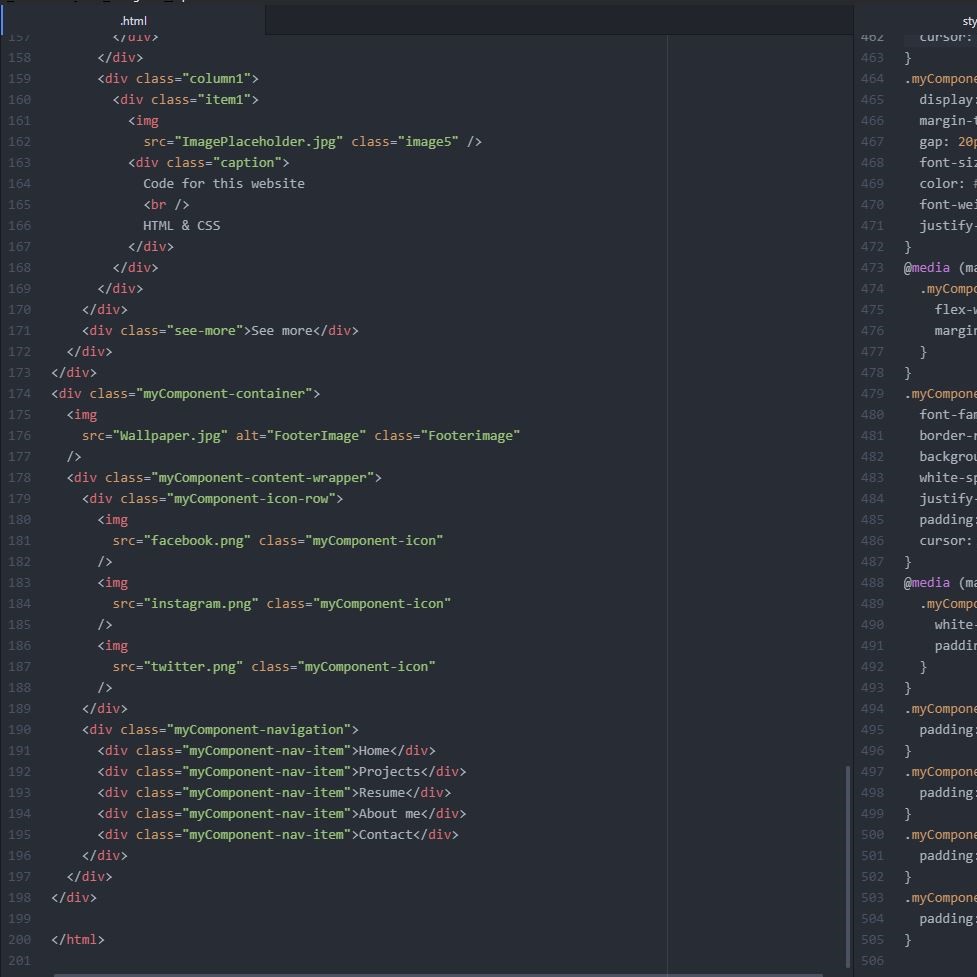 .html
sty
157 </div>
158 </div>
159 <div class="column1">
160 <div class="item1">
161 <img
162 src="ImagePlaceholder.jpg" class="image5" />
163 <div class="caption">
164 Code for this website
165 <br />
166 HTML & CSS
167 </div>
168 </div>
169 </div>
170 </div>
171 <div class="see-more">See more</div>
172 </div>
173 </div>
174 <div class="myComponent-container">
175 <img
176 src="Wallpaper.jpg" alt="FooterImage" class="Footerimage"
177 />
178 <div class="myComponent-content-wrapper">
179 <div class="myComponent-icon-row">
180 <img
181 src="facebook.png" class="myComponent-icon"
182 />
183 <img
184 src="instagram.png" class="myComponent-icon"
185 />
186 <img
187 src="twitter.png" class="myComponent-icon"
188 />
189 </div>
190 <div class="myComponent-navigation">
191 <div class="myComponent-nav-item">Home</div>
192 <div class="myComponent-nav-item">Projects</div>
193 <div class="myComponent-nav-item">Resume</div>
194 <div class="myComponent-nav-item">About me</div>
195 <div class="myComponent-nav-item">Contact</div>
196 </div>
197 </div>
198 </div>
199
200 </html>
201
462 cursor:
463 }
464 .myCompone
465 display:
466 margin-t
467 gap: 20p
468 font-siz
469 color: #
470 font-wei
471 justify-
472 }
473 @media (ma
474 .myCompo
475 flex-w
476 margin
477 }
478 }
479 .myCompone
480 font-fam
481 border-r
482 backgrou
483 white-sp
484 justify-
485 padding:
486 cursor:
487 }
488 @media (ma
489 .myCompo
490 white-
491 paddin
492 }
493 }
494 .myCompone
495 padding:
496 }
497 .myCompone
498 padding:
499 }
500 .myCompone
501 padding:
502 }
503 .myCompone
504 padding:
505 }
506